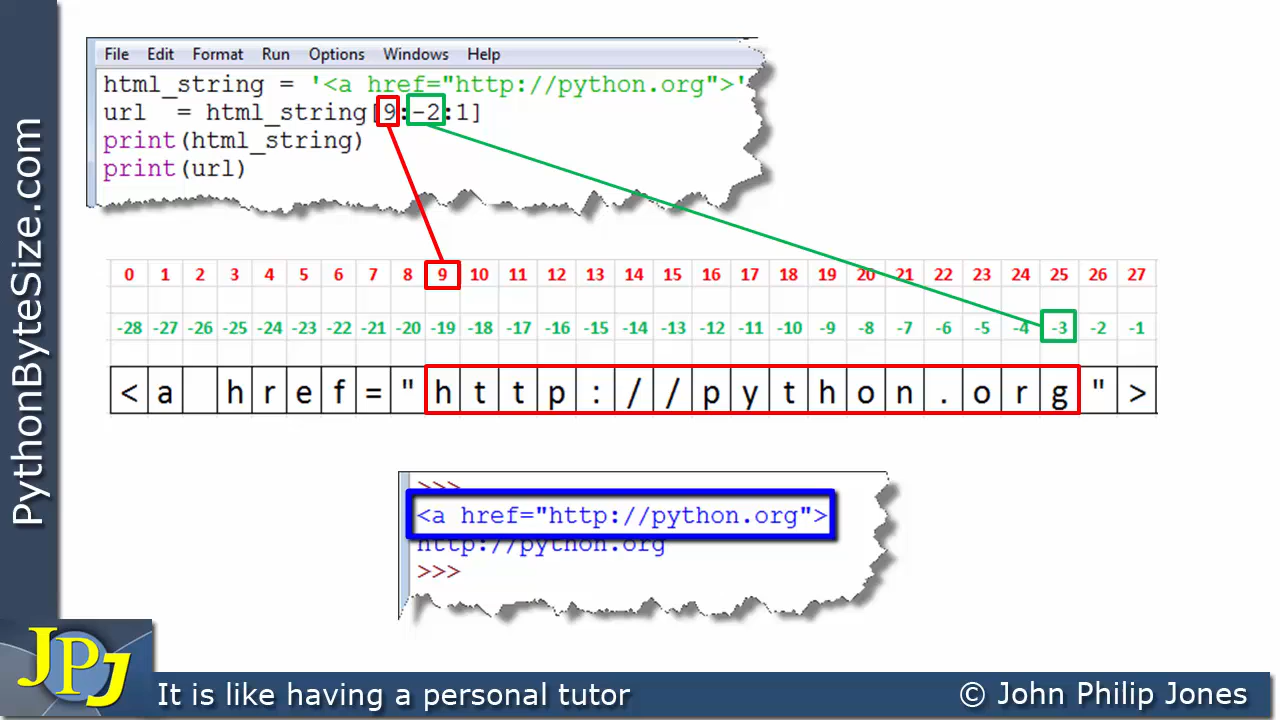 PythonByteSize.com
File Edit Format Run Options Windows Help
html_string = '<a href="http://python.org">'
url = html_string[9:-2:1]
print(html_string)
print(url)
0 1 2 3 4 5 6 7 8 9 10 11 12 13 14 15 16 17 18 19 20 21 22 23 24 25 26 27
-28 -27 -26 -25 -24 -23 -22 -21 -20 -19 -18 -17 -16 -15 -14 -13 -12 -11 -10 -9 -8 -7 -6 -5 -4 -3 -2 -1
< a h r e f = " h t t p : / / p y t h o n . o r g " >
>>>
<a href="http://python.org">
http://python.org
>>>
JPJ
It is like having a personal tutor
© John Philip Jones